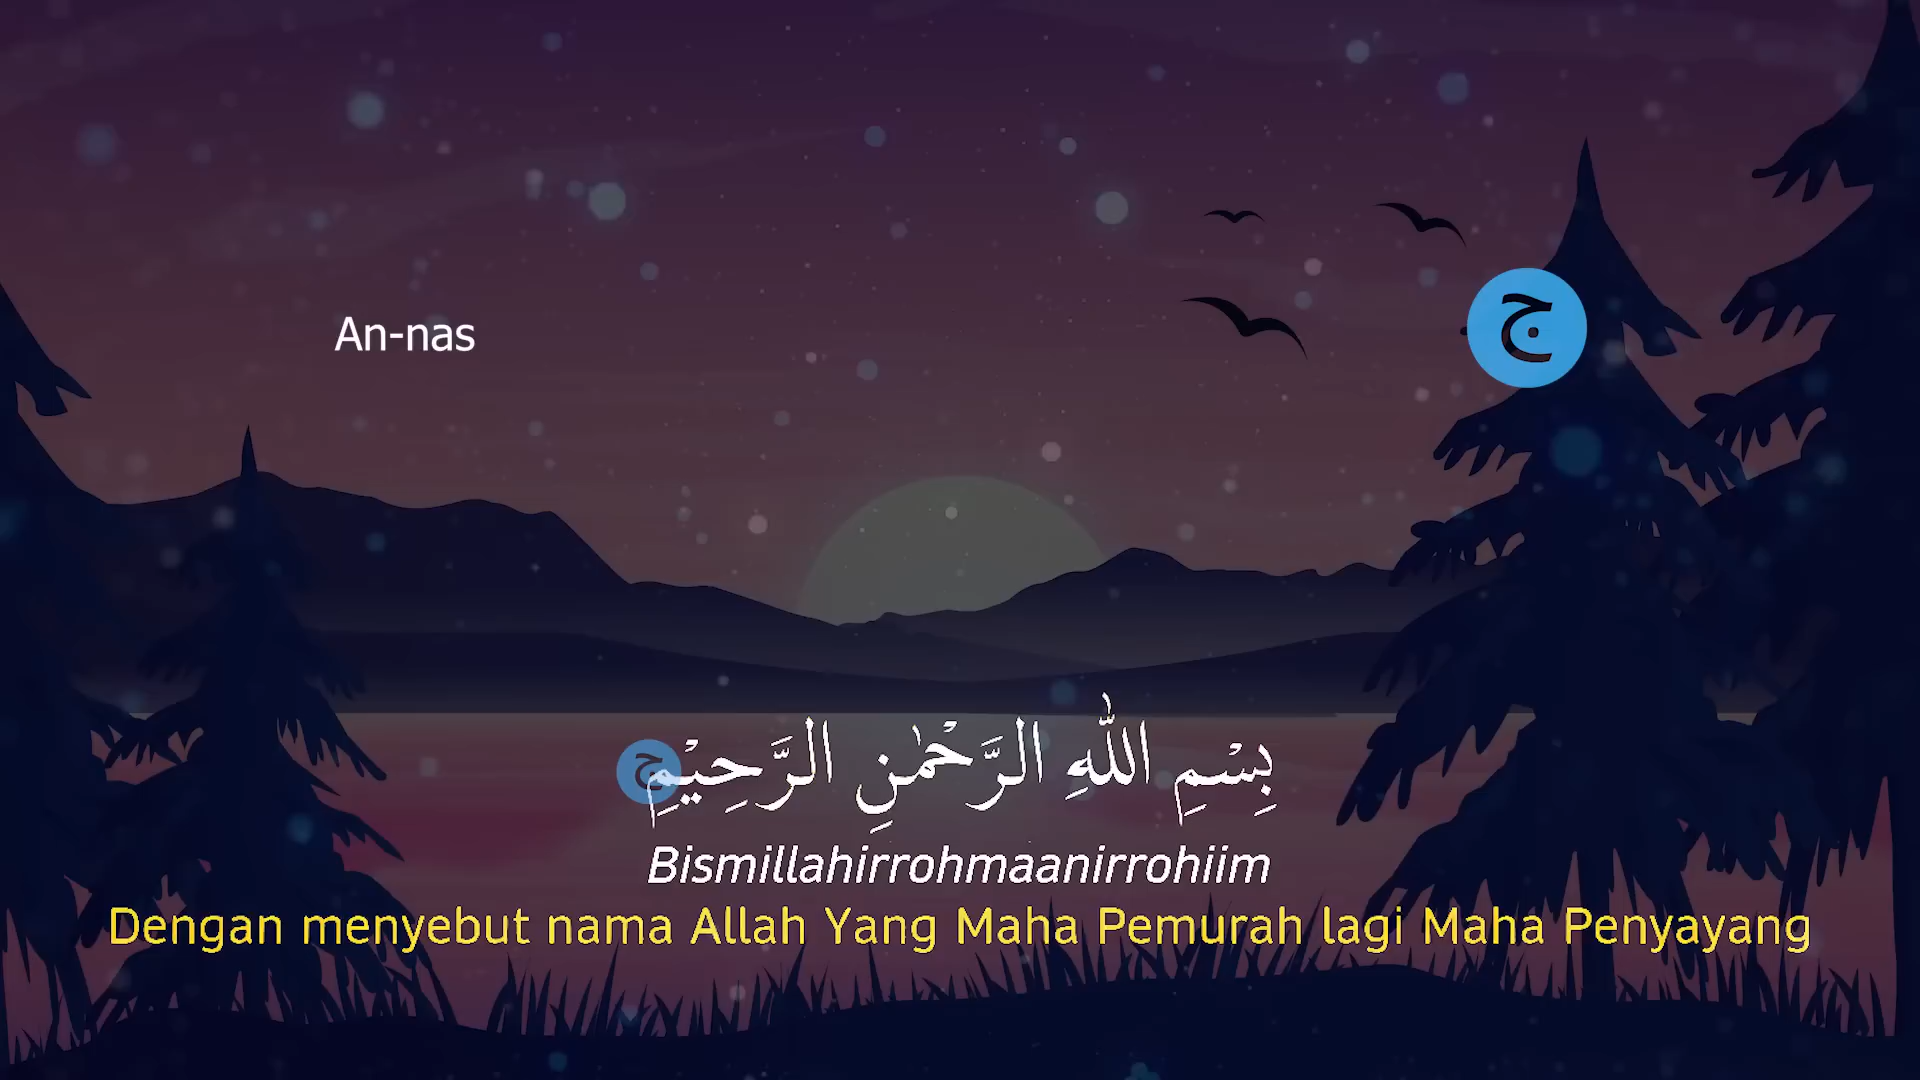 An-nas
ج
بِسْمِ اللّٰهِ الرَّحْمٰنِ الرَّحِيْمِ
ج
Bismillahirrohmaanirrohiim
Dengan menyebut nama Allah Yang Maha Pemurah lagi Maha Penyayang